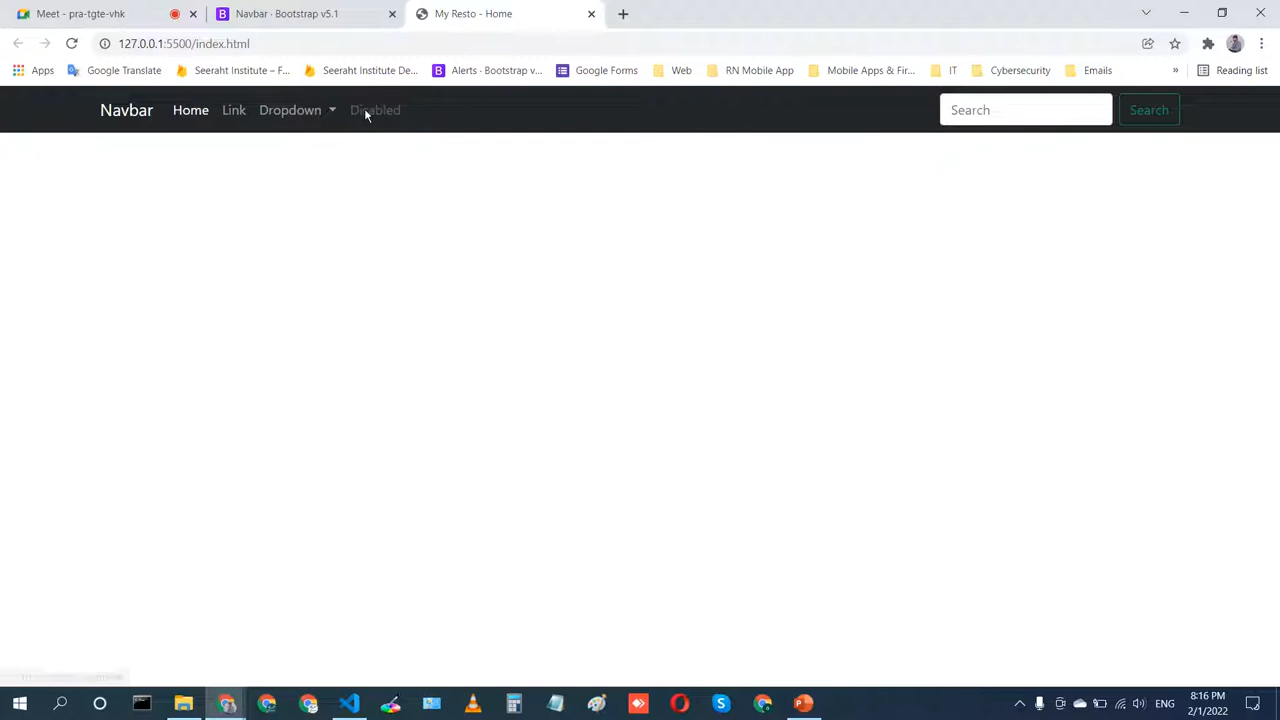 Meet - pra-tgte-vhk
Navbar · Bootstrap v5.1
My Resto - Home
127.0.0.1:5500/index.html
Apps
Google Translate
Seeraht Institute – F...
Seeraht Institute De...
Alerts · Bootstrap v...
Google Forms
Web
RN Mobile App
Mobile Apps & Fir...
IT
Cybersecurity
Emails
»
Reading list
Navbar
Home
Link
Dropdown
Disabled
Search
Search
ENG
8:16 PM
2/1/2022